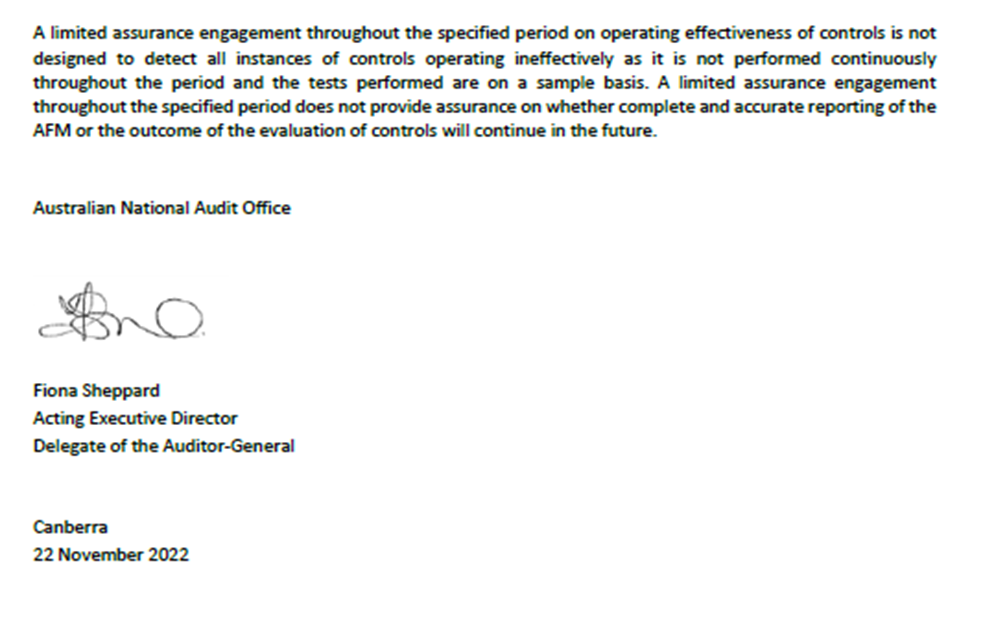 A limited assurance engagement throughout the specified period on operating effectiveness of controls is not
designed to detect all instances of controls operating ineffectively as it is not performed continuously
throughout the period and the tests performed are on a sample basis. A limited assurance engagement
throughout the specified period does not provide assurance on whether complete and accurate reporting of the
AFM or the outcome of the evaluation of controls will continue in the future.
Australian National Audit Office
Fiona Sheppard
Acting Executive Director
Delegate of the Auditor-General
Canberra
22 November 2022